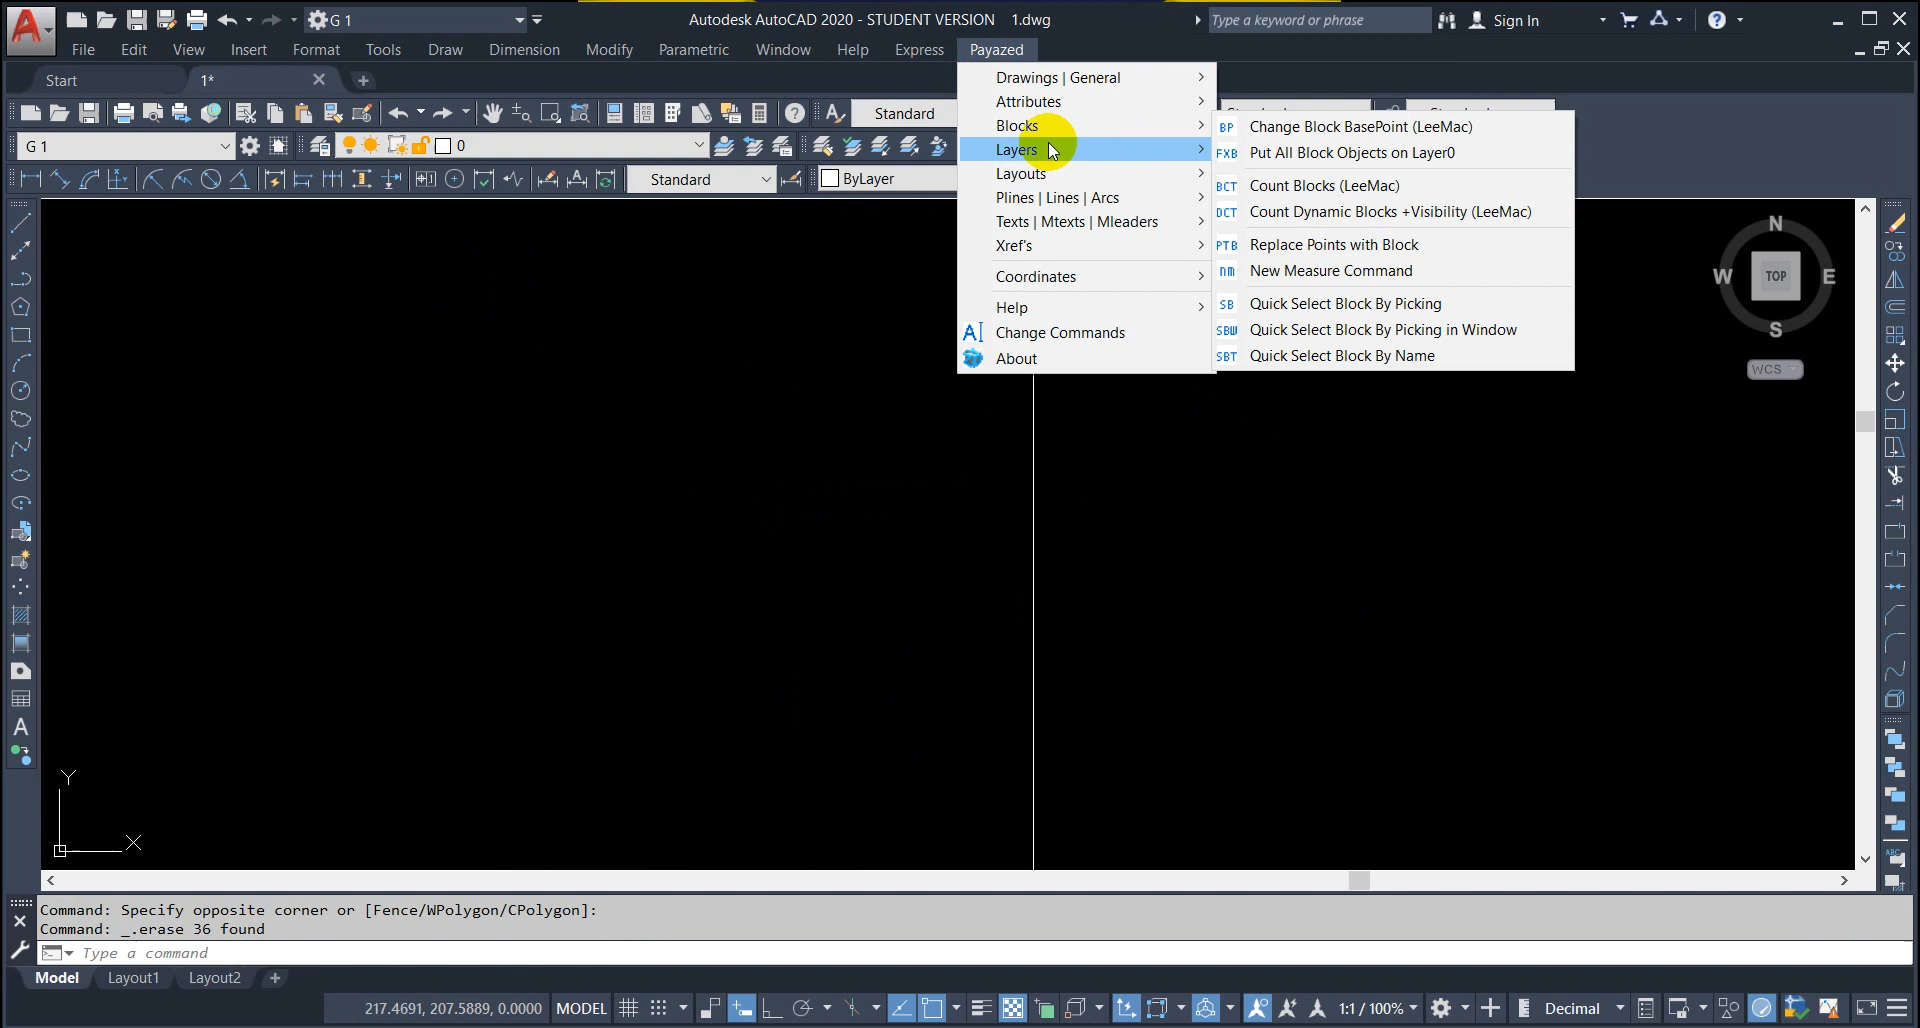 G 1
Autodesk AutoCAD 2020 - STUDENT VERSION 1.dwg
Type a keyword or phrase
Sign In
File Edit View Insert Format Tools Draw Dimension Modify Parametric Window Help Express Payazed
Start
1*
Drawings | General
Attributes
Blocks
Layers
Layouts
Plines | Lines | Arcs
Texts | Mtexts | Mleaders
Xref's
Coordinates
Help
Change Commands
About
Standard
G 1
0
Standard
ByLayer
BP Change Block BasePoint (LeeMac)
FXB Put All Block Objects on Layer0
BCT Count Blocks (LeeMac)
DCT Count Dynamic Blocks +Visibility (LeeMac)
PTB Replace Points with Block
nm New Measure Command
SB Quick Select Block By Picking
SBW Quick Select Block By Picking in Window
SBT Quick Select Block By Name
N
W TOP E
S
WCS
Y
X
Command: Specify opposite corner or [Fence/WPolygon/CPolygon]:
Command: _.erase 36 found
Type a command
Model Layout1 Layout2
217.4691, 207.5889, 0.0000 MODEL 1:1 / 100% Decimal